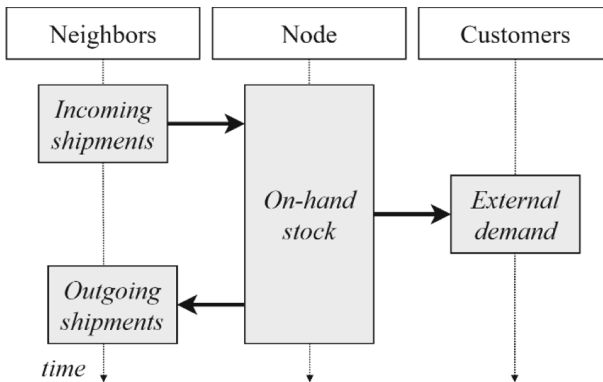 Neighbors
Node
Customers
Incoming
shipments
On-hand
stock
External
demand
Outgoing
shipments
time